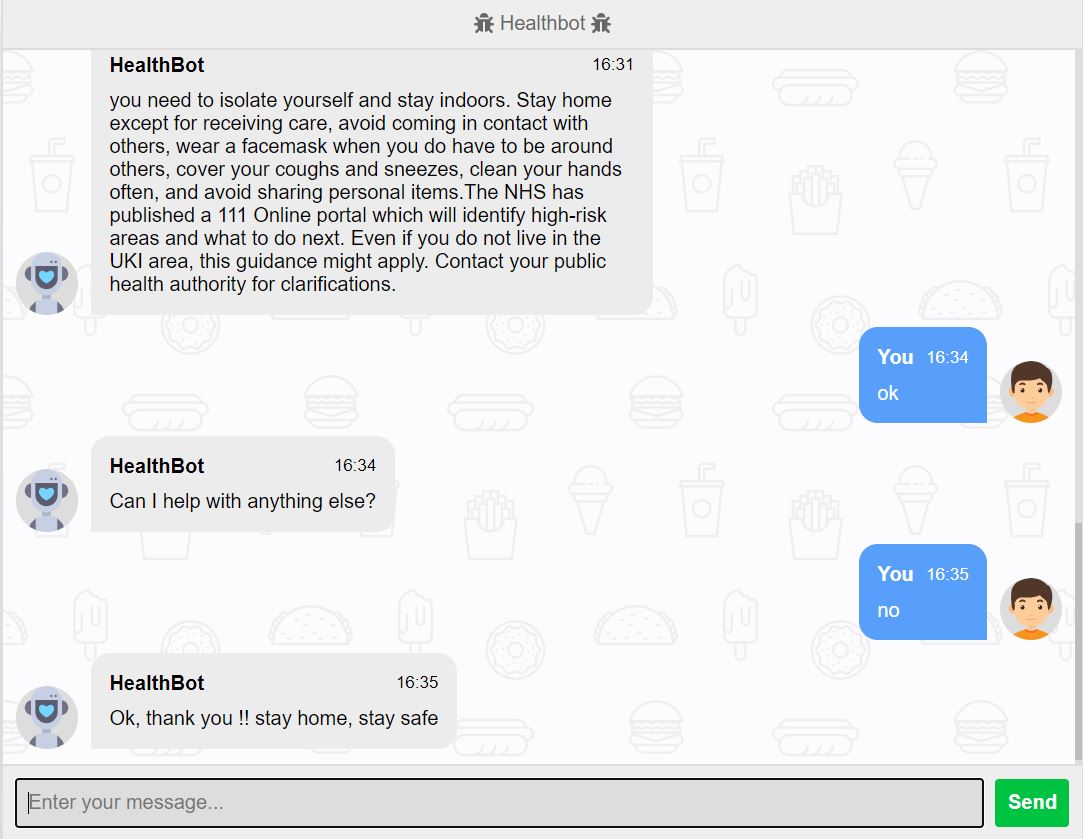 Healthbot
HealthBot 16:31
you need to isolate yourself and stay indoors. Stay home
except for receiving care, avoid coming in contact with
others, wear a facemask when you do have to be around
others, cover your coughs and sneezes, clean your hands
often, and avoid sharing personal items.The NHS has
published a 111 Online portal which will identify high-risk
areas and what to do next. Even if you do not live in the
UKI area, this guidance might apply. Contact your public
health authority for clarifications.
You 16:34
ok
HealthBot 16:34
Can I help with anything else?
You 16:35
no
HealthBot 16:35
Ok, thank you !! stay home, stay safe
Enter your message...
Send